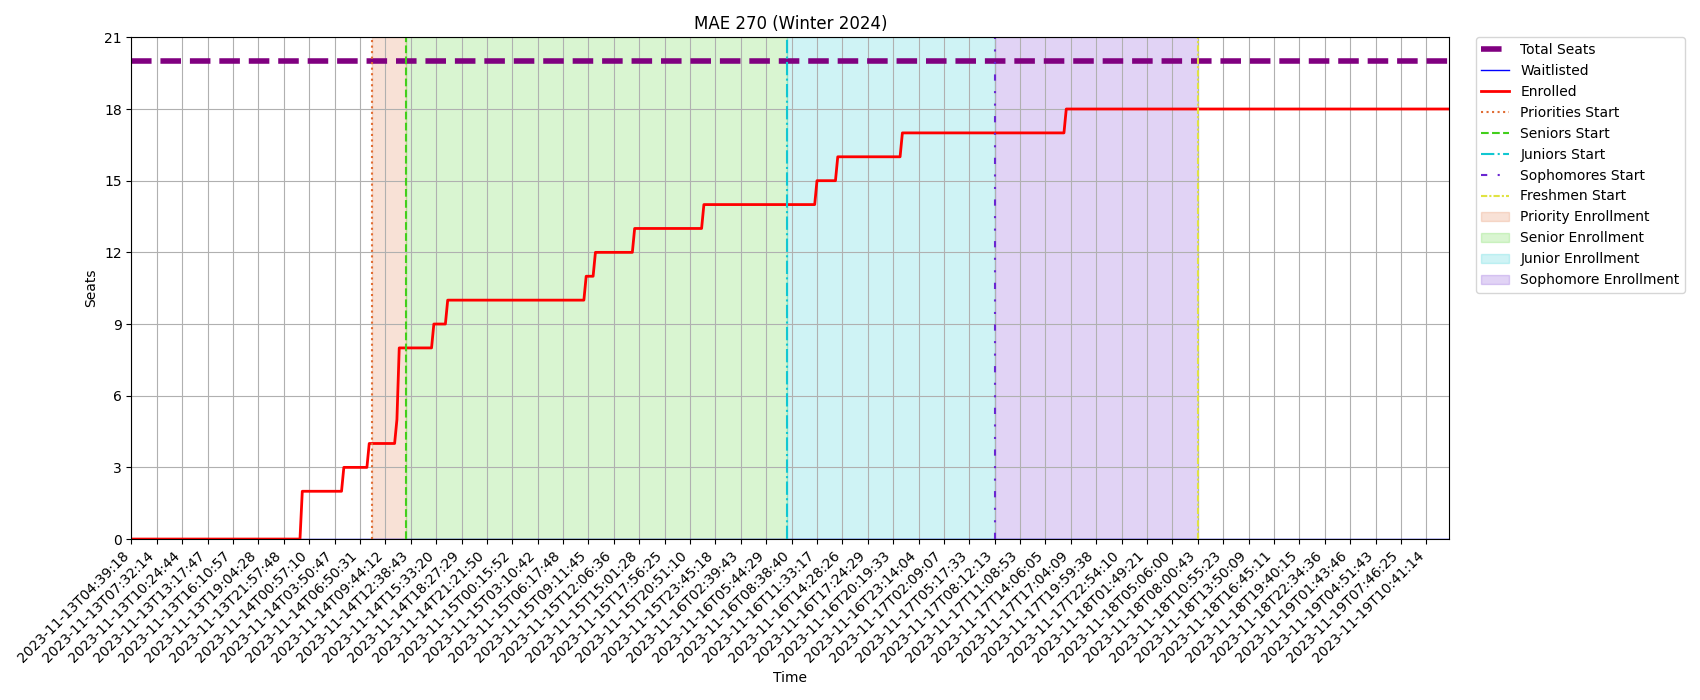 MAE 270 (Winter 2024)
21
18
15
12
9
6
3
0
Seats
2023-11-13T04:39:18
2023-11-13T07:32:14
2023-11-13T10:24:44
2023-11-13T13:17:47
2023-11-13T16:10:57
2023-11-13T19:04:28
2023-11-13T21:57:48
2023-11-14T00:57:10
2023-11-14T03:50:47
2023-11-14T06:50:31
2023-11-14T09:44:12
2023-11-14T12:38:43
2023-11-14T15:33:20
2023-11-14T18:27:29
2023-11-14T21:21:50
2023-11-15T00:15:52
2023-11-15T03:10:42
2023-11-15T06:17:48
2023-11-15T09:11:45
2023-11-15T12:06:36
2023-11-15T15:01:28
2023-11-15T17:56:25
2023-11-15T20:51:10
2023-11-15T23:45:18
2023-11-16T02:39:43
2023-11-16T05:44:29
2023-11-16T08:38:40
2023-11-16T11:33:17
2023-11-16T14:28:26
2023-11-16T17:24:29
2023-11-16T20:19:33
2023-11-16T23:14:04
2023-11-17T02:09:07
2023-11-17T05:17:33
2023-11-17T08:12:13
2023-11-17T11:08:53
2023-11-17T14:06:05
2023-11-17T17:04:09
2023-11-17T19:59:38
2023-11-17T22:54:10
2023-11-18T01:49:21
2023-11-18T05:06:00
2023-11-18T08:00:43
2023-11-18T10:55:23
2023-11-18T13:50:09
2023-11-18T16:45:11
2023-11-18T19:40:15
2023-11-18T22:34:36
2023-11-19T01:43:46
2023-11-19T04:51:43
2023-11-19T07:46:25
2023-11-19T10:41:14
Time
Total Seats
Waitlisted
Enrolled
Priorities Start
Seniors Start
Juniors Start
Sophomores Start
Freshmen Start
Priority Enrollment
Senior Enrollment
Junior Enrollment
Sophomore Enrollment